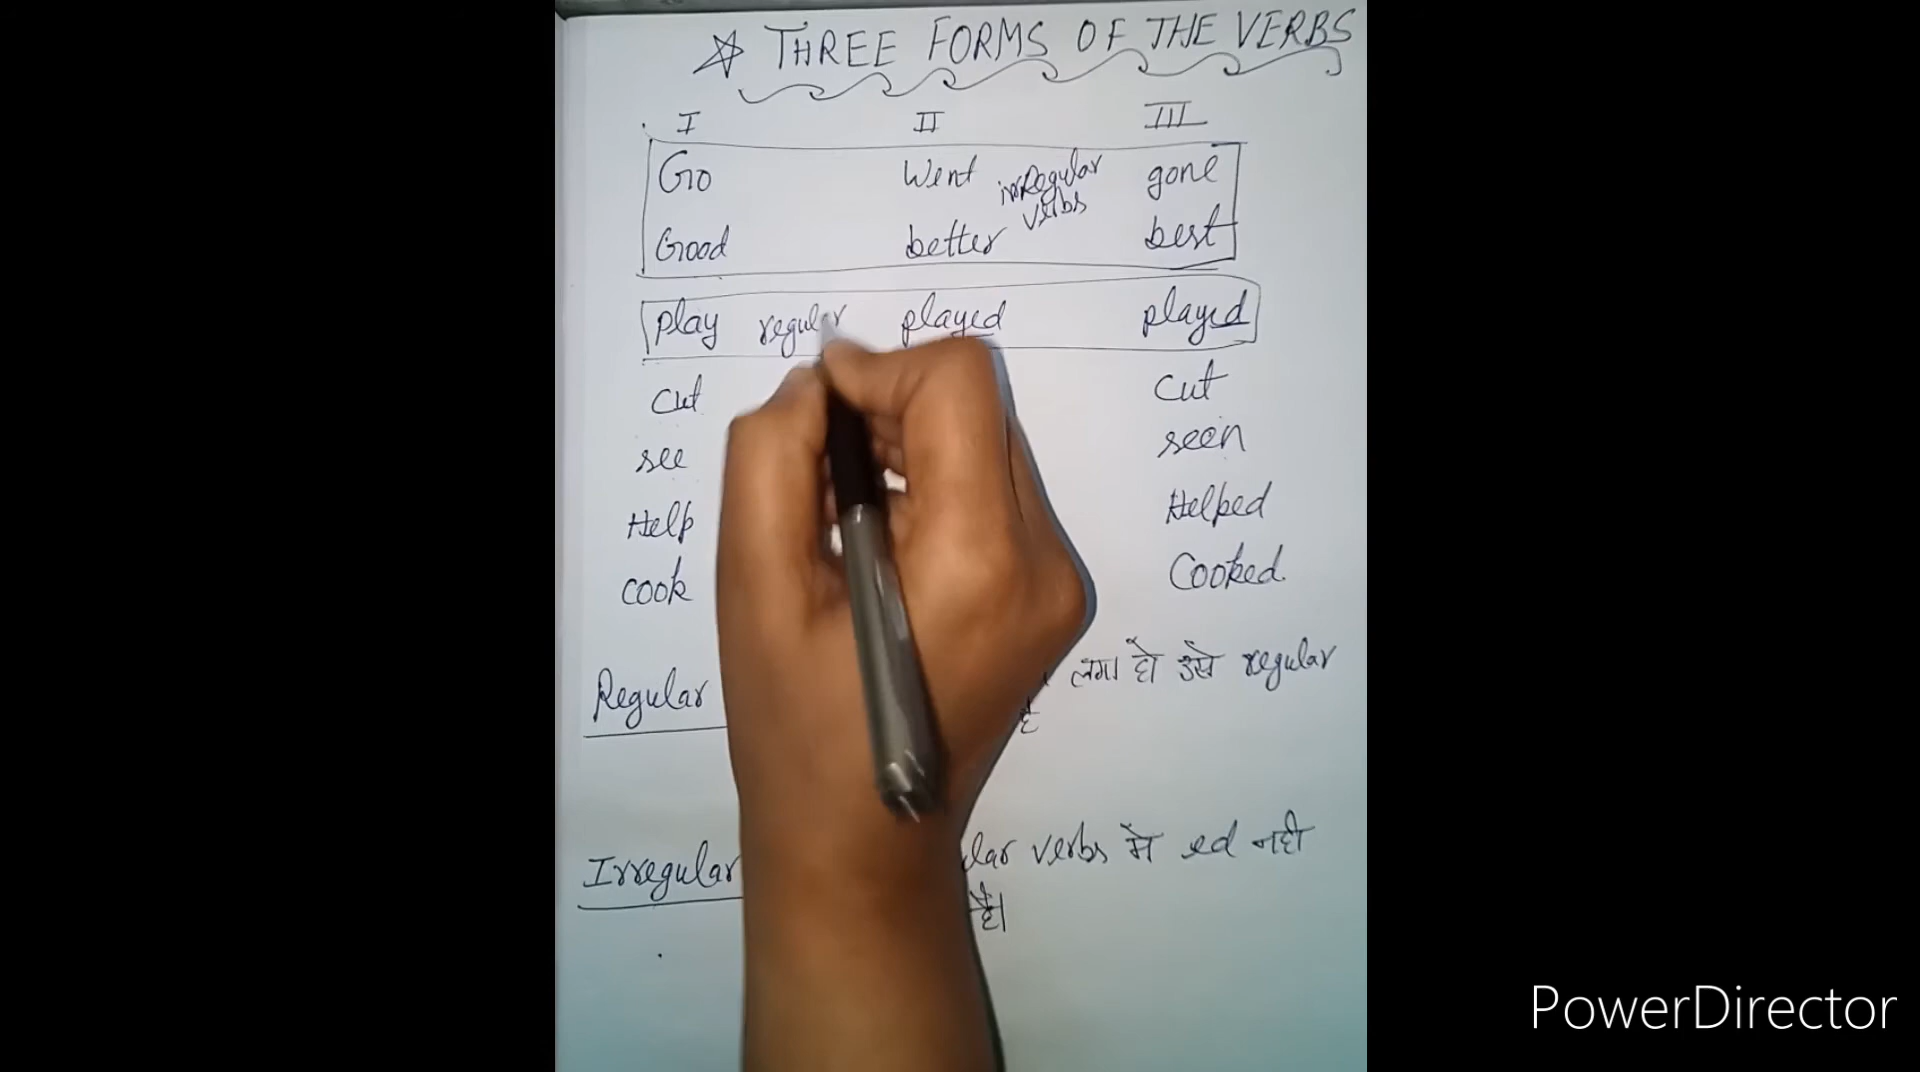 THREE FORMS OF THE VERBS
I II III
Go Went irRegular verbs gone
Good better best
play regular played played
cut cut
see seen
Help Helped
cook Cooked.
Regular लगा हो उसे regular
है
Irregular verbs में ed नही
है।
PowerDirector